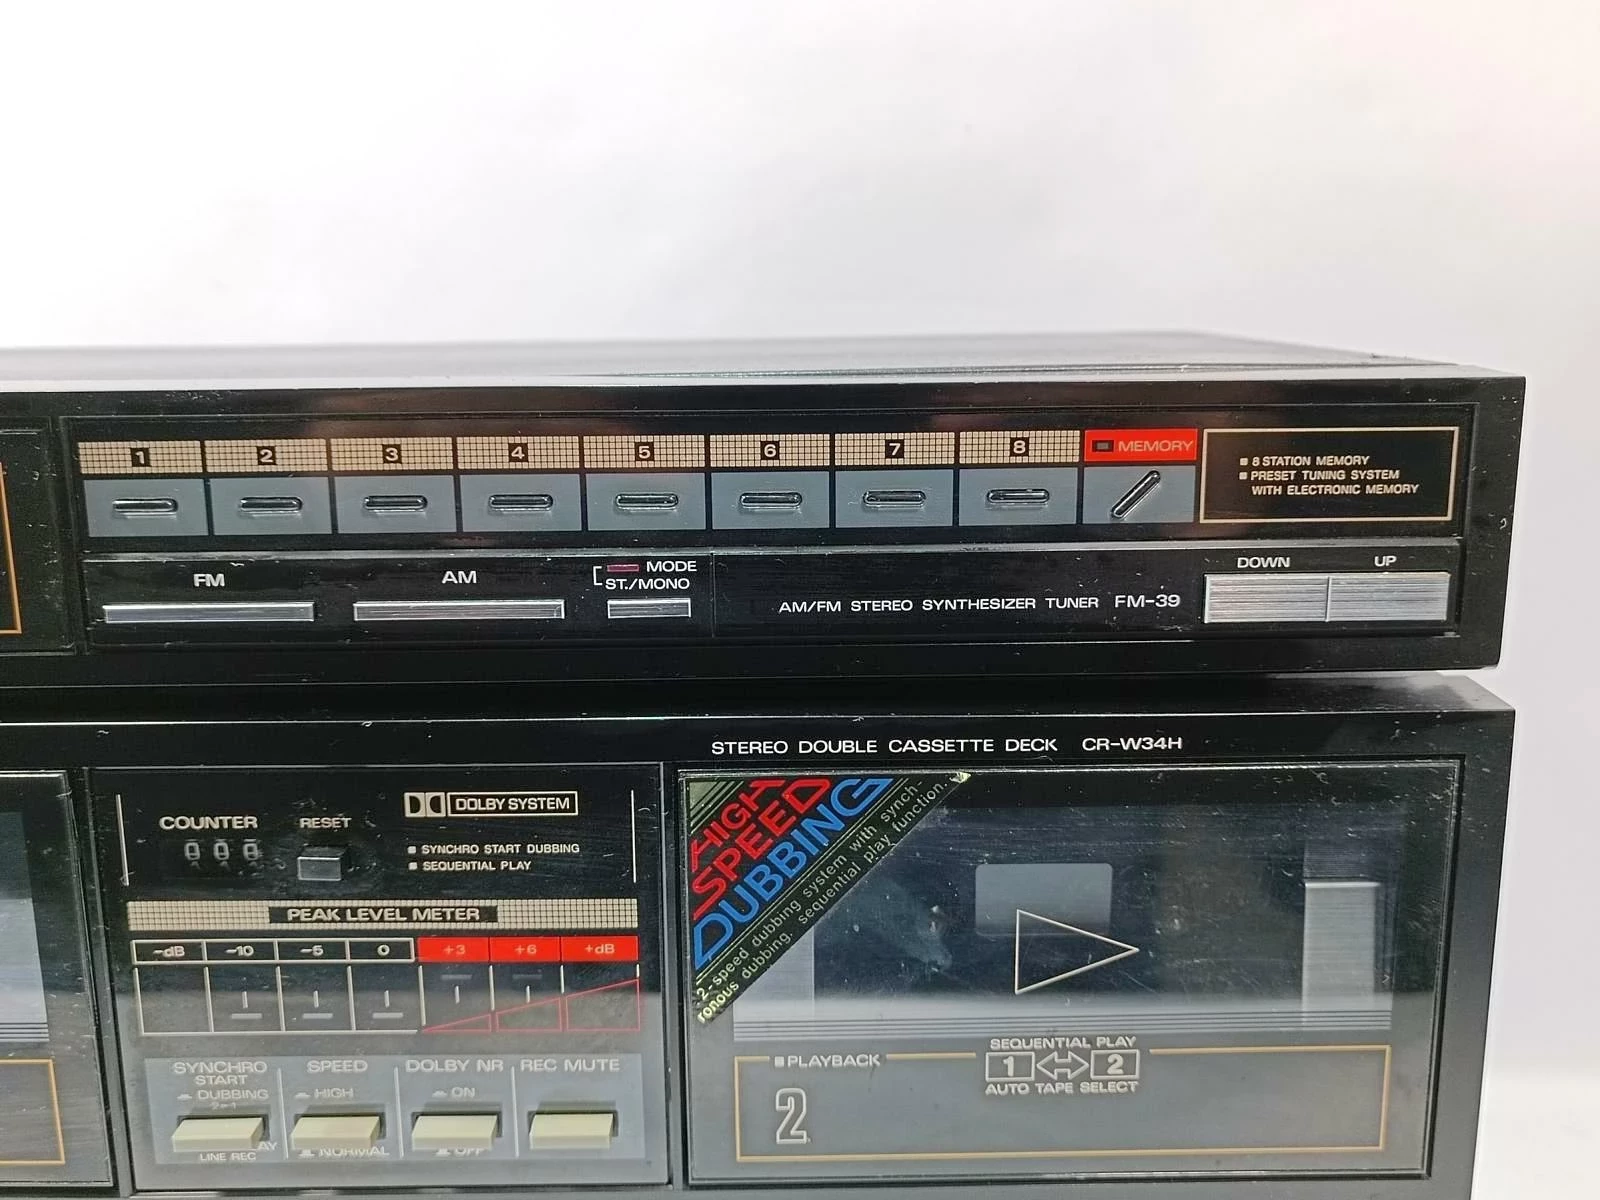 1 2 3 4 5 6 7 8 MEMORY
8 STATION MEMORY
PRESET TUNING SYSTEM
WITH ELECTRONIC MEMORY
FM AM MODE
ST./MONO
AM/FM STEREO SYNTHESIZER TUNER FM-39
DOWN UP
STEREO DOUBLE CASSETTE DECK CR-W34H
COUNTER RESET
000
DOLBY SYSTEM
SYNCHRO START DUBBING
SEQUENTIAL PLAY
PEAK LEVEL METER
-dB -10 -5 0 +3 +6 +dB
SYNCHRO
START
DUBBING
2▸1
LINE REC
SPEED
HIGH
NORMAL
DOLBY NR
ON
OFF
REC MUTE
HIGH
SPEED
DUBBING
2-speed dubbing system with synch-
ronous dubbing. sequential play function.
PLAYBACK
2
SEQUENTIAL PLAY
1 2
AUTO TAPE SELECT